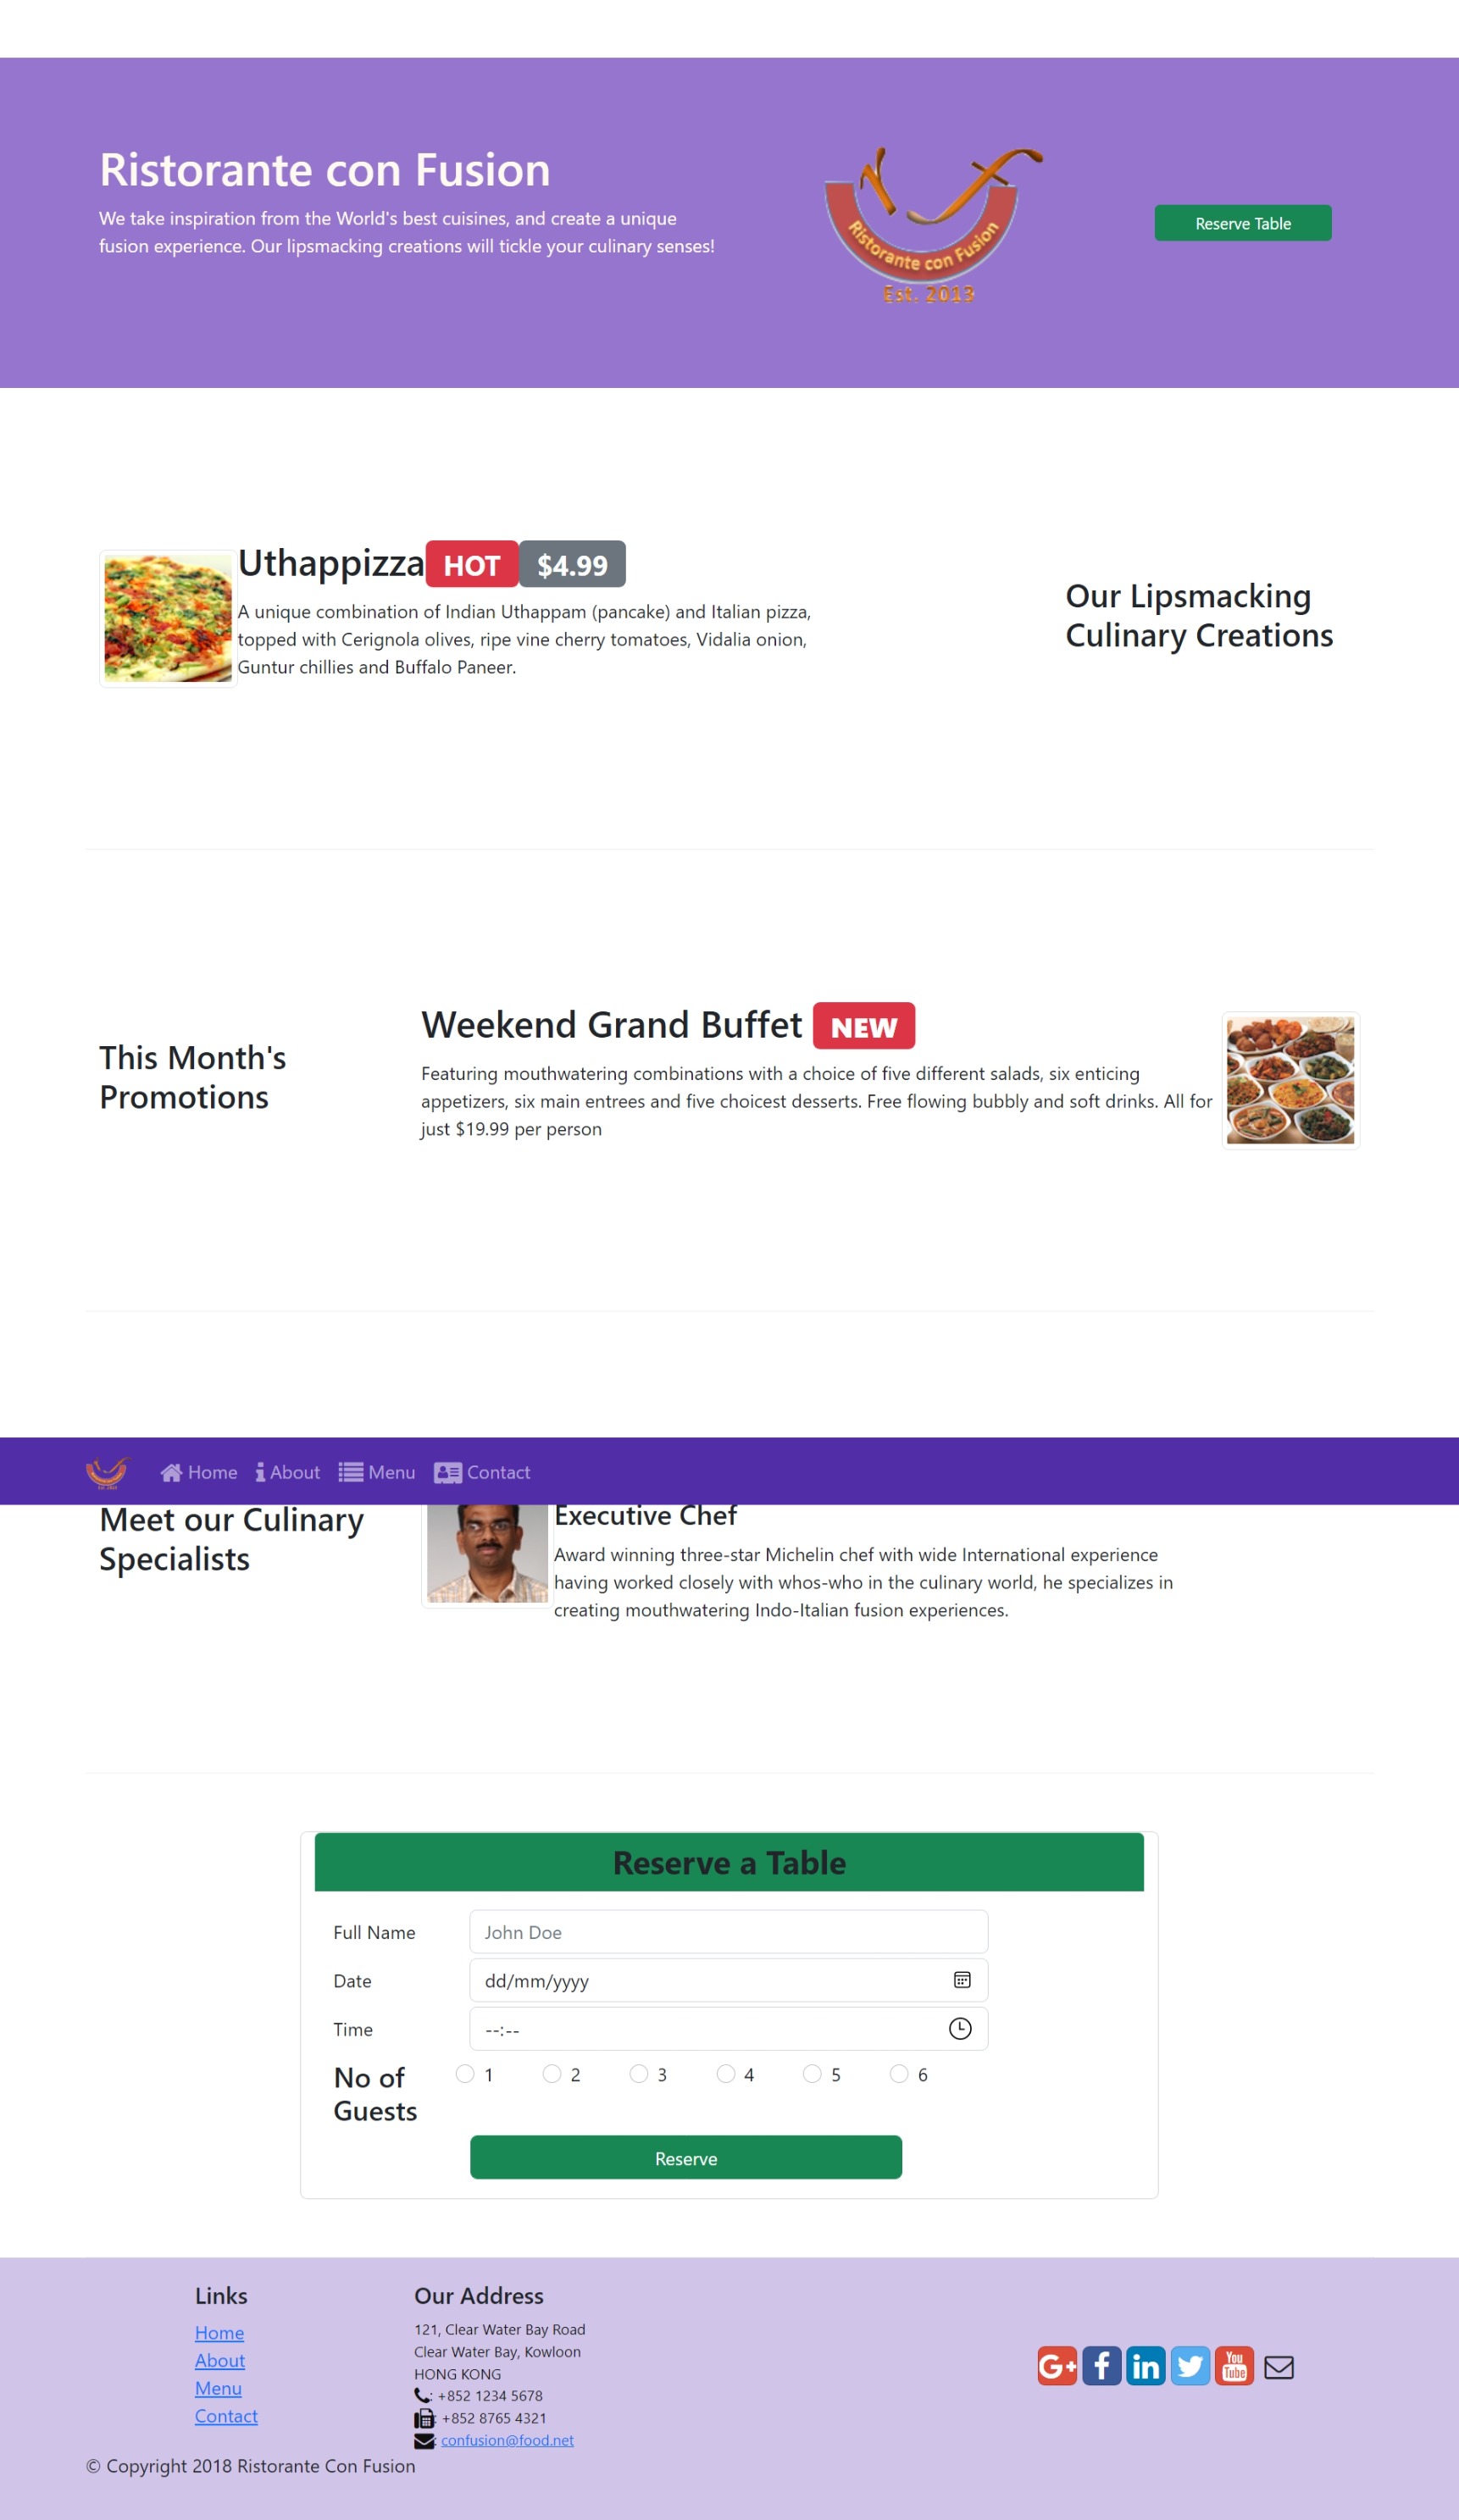 Ristorante con Fusion
We take inspiration from the World's best cuisines, and create a unique
fusion experience. Our lipsmacking creations will tickle your culinary senses!
Ristorante con Fusion
Est. 2013
Reserve Table
Uthappizza HOT $4.99
A unique combination of Indian Uthappam (pancake) and Italian pizza,
topped with Cerignola olives, ripe vine cherry tomatoes, Vidalia onion,
Guntur chillies and Buffalo Paneer.
Our Lipsmacking
Culinary Creations
This Month's
Promotions
Weekend Grand Buffet NEW
Featuring mouthwatering combinations with a choice of five different salads, six enticing
appetizers, six main entrees and five choicest desserts. Free flowing bubbly and soft drinks. All for
just $19.99 per person
Home About Menu Contact
Meet our Culinary
Specialists
Executive Chef
Award winning three-star Michelin chef with wide International experience
having worked closely with whos-who in the culinary world, he specializes in
creating mouthwatering Indo-Italian fusion experiences.
Reserve a Table
Full Name John Doe
Date dd/mm/yyyy
Time --:--
No of
Guests
1 2 3 4 5 6
Reserve
Links
Home
About
Menu
Contact
Our Address
121, Clear Water Bay Road
Clear Water Bay, Kowloon
HONG KONG
: +852 1234 5678
: +852 8765 4321
: confusion@food.net
G+ f in You Tube
© Copyright 2018 Ristorante Con Fusion